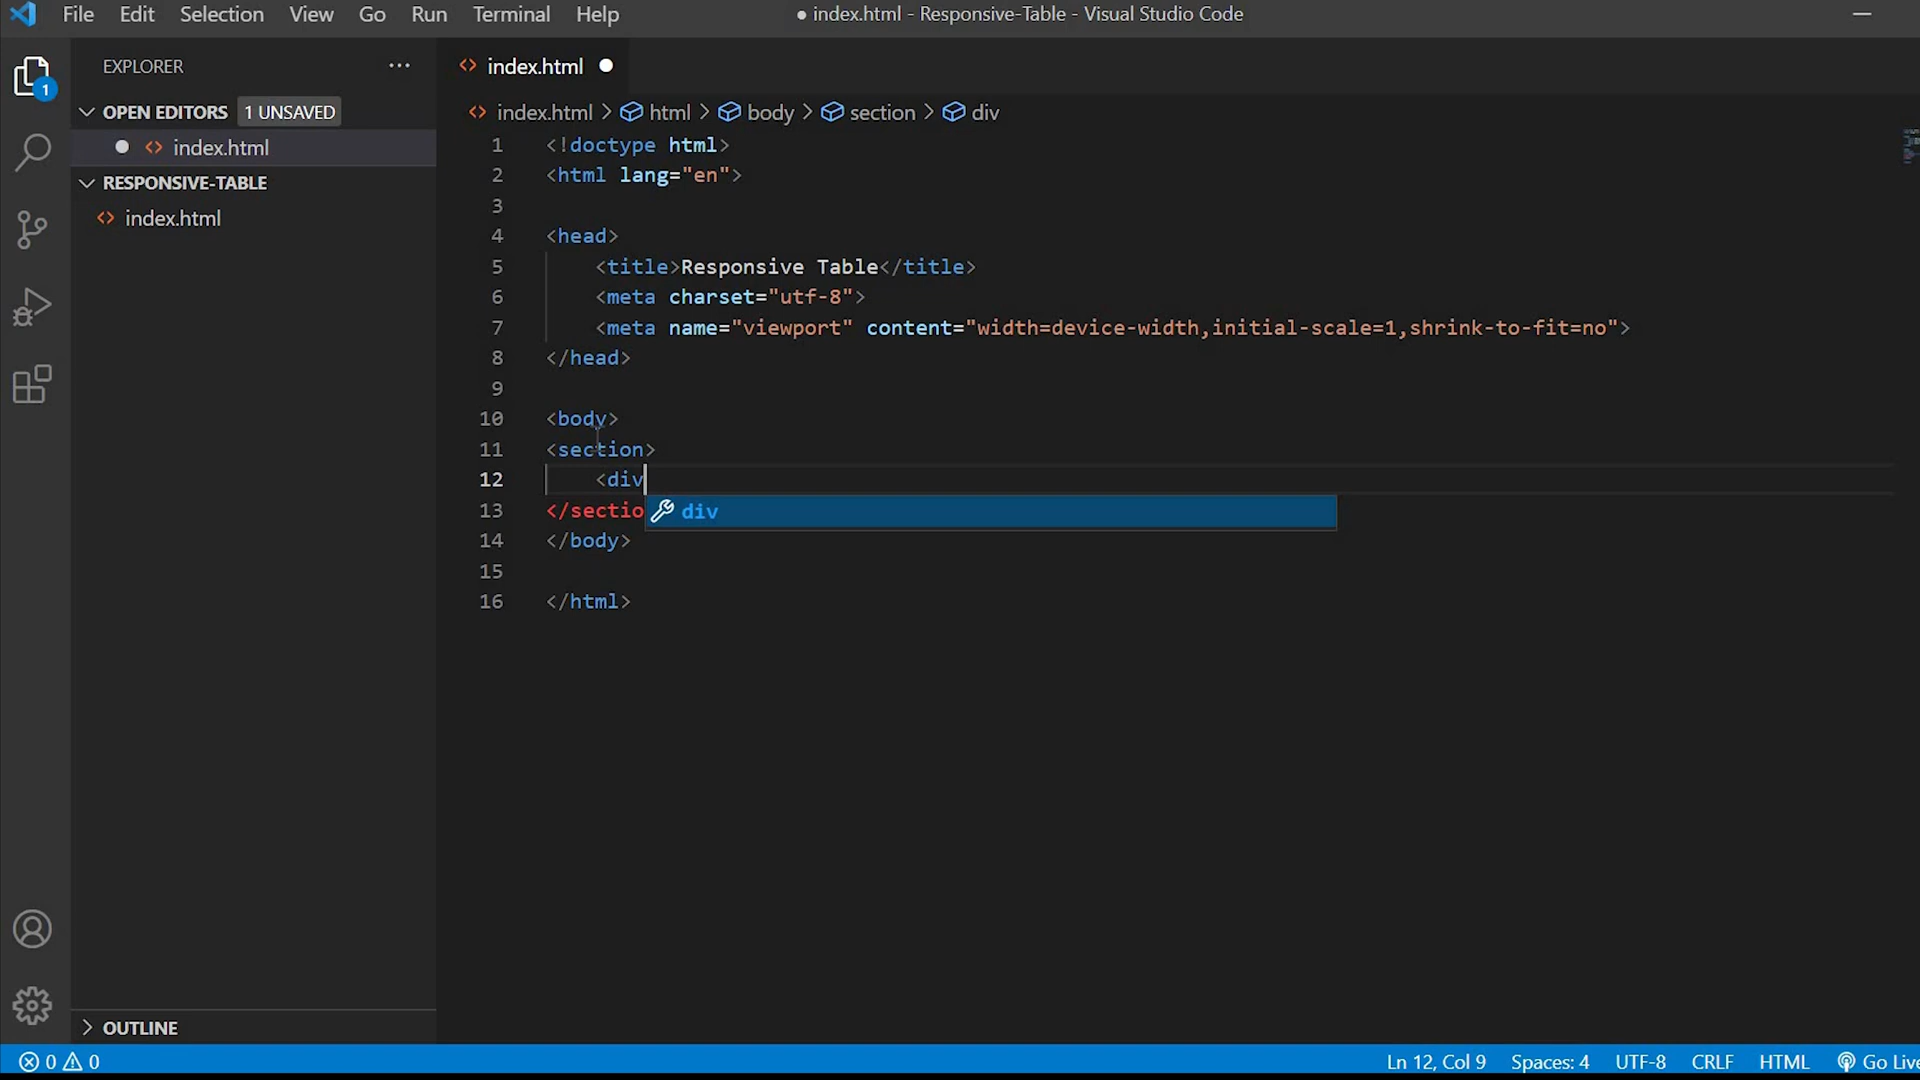 File Edit Selection View Go Run Terminal Help
● index.html - Responsive-Table - Visual Studio Code
EXPLORER ···
1
OPEN EDITORS 1 UNSAVED
index.html
RESPONSIVE-TABLE
index.html
OUTLINE
index.html
index.html > html > body > section > div
1 <!doctype html>
2 <html lang="en">
3
4 <head>
5 <title>Responsive Table</title>
6 <meta charset="utf-8">
7 <meta name="viewport" content="width=device-width,initial-scale=1,shrink-to-fit=no">
8 </head>
9
10 <body>
11 <section>
12 <div
div
13 </sectio
14 </body>
15
16 </html>
0 0 Ln 12, Col 9 Spaces: 4 UTF-8 CRLF HTML Go Live